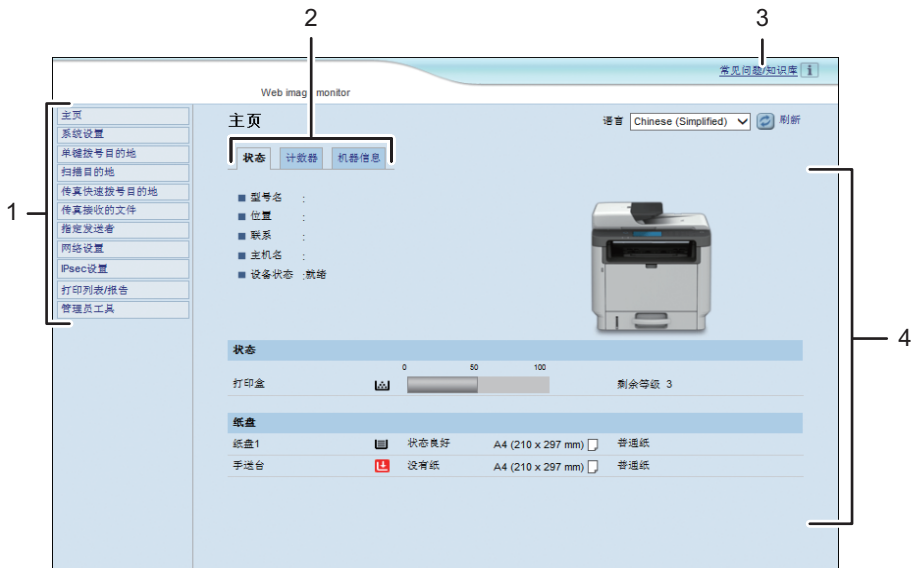 2
3
常见问题/知识库
Web image monitor
1
主页
系统设置
单键拨号目的地
扫描目的地
传真快速拨号目的地
传真接收的文件
指定发送者
网络设置
IPsec设置
打印列表/报告
管理员工具
主页
语言 Chinese (Simplified) 刷新
状态 计数器 机器信息
型号名 :
位置 :
联系 :
主机名 :
设备状态 :就绪
4
状态
0 50 100
打印盒 剩余等级 3
纸盘
纸盘1 状态良好 A4 (210 x 297 mm) 普通纸
手送台 没有纸 A4 (210 x 297 mm) 普通纸